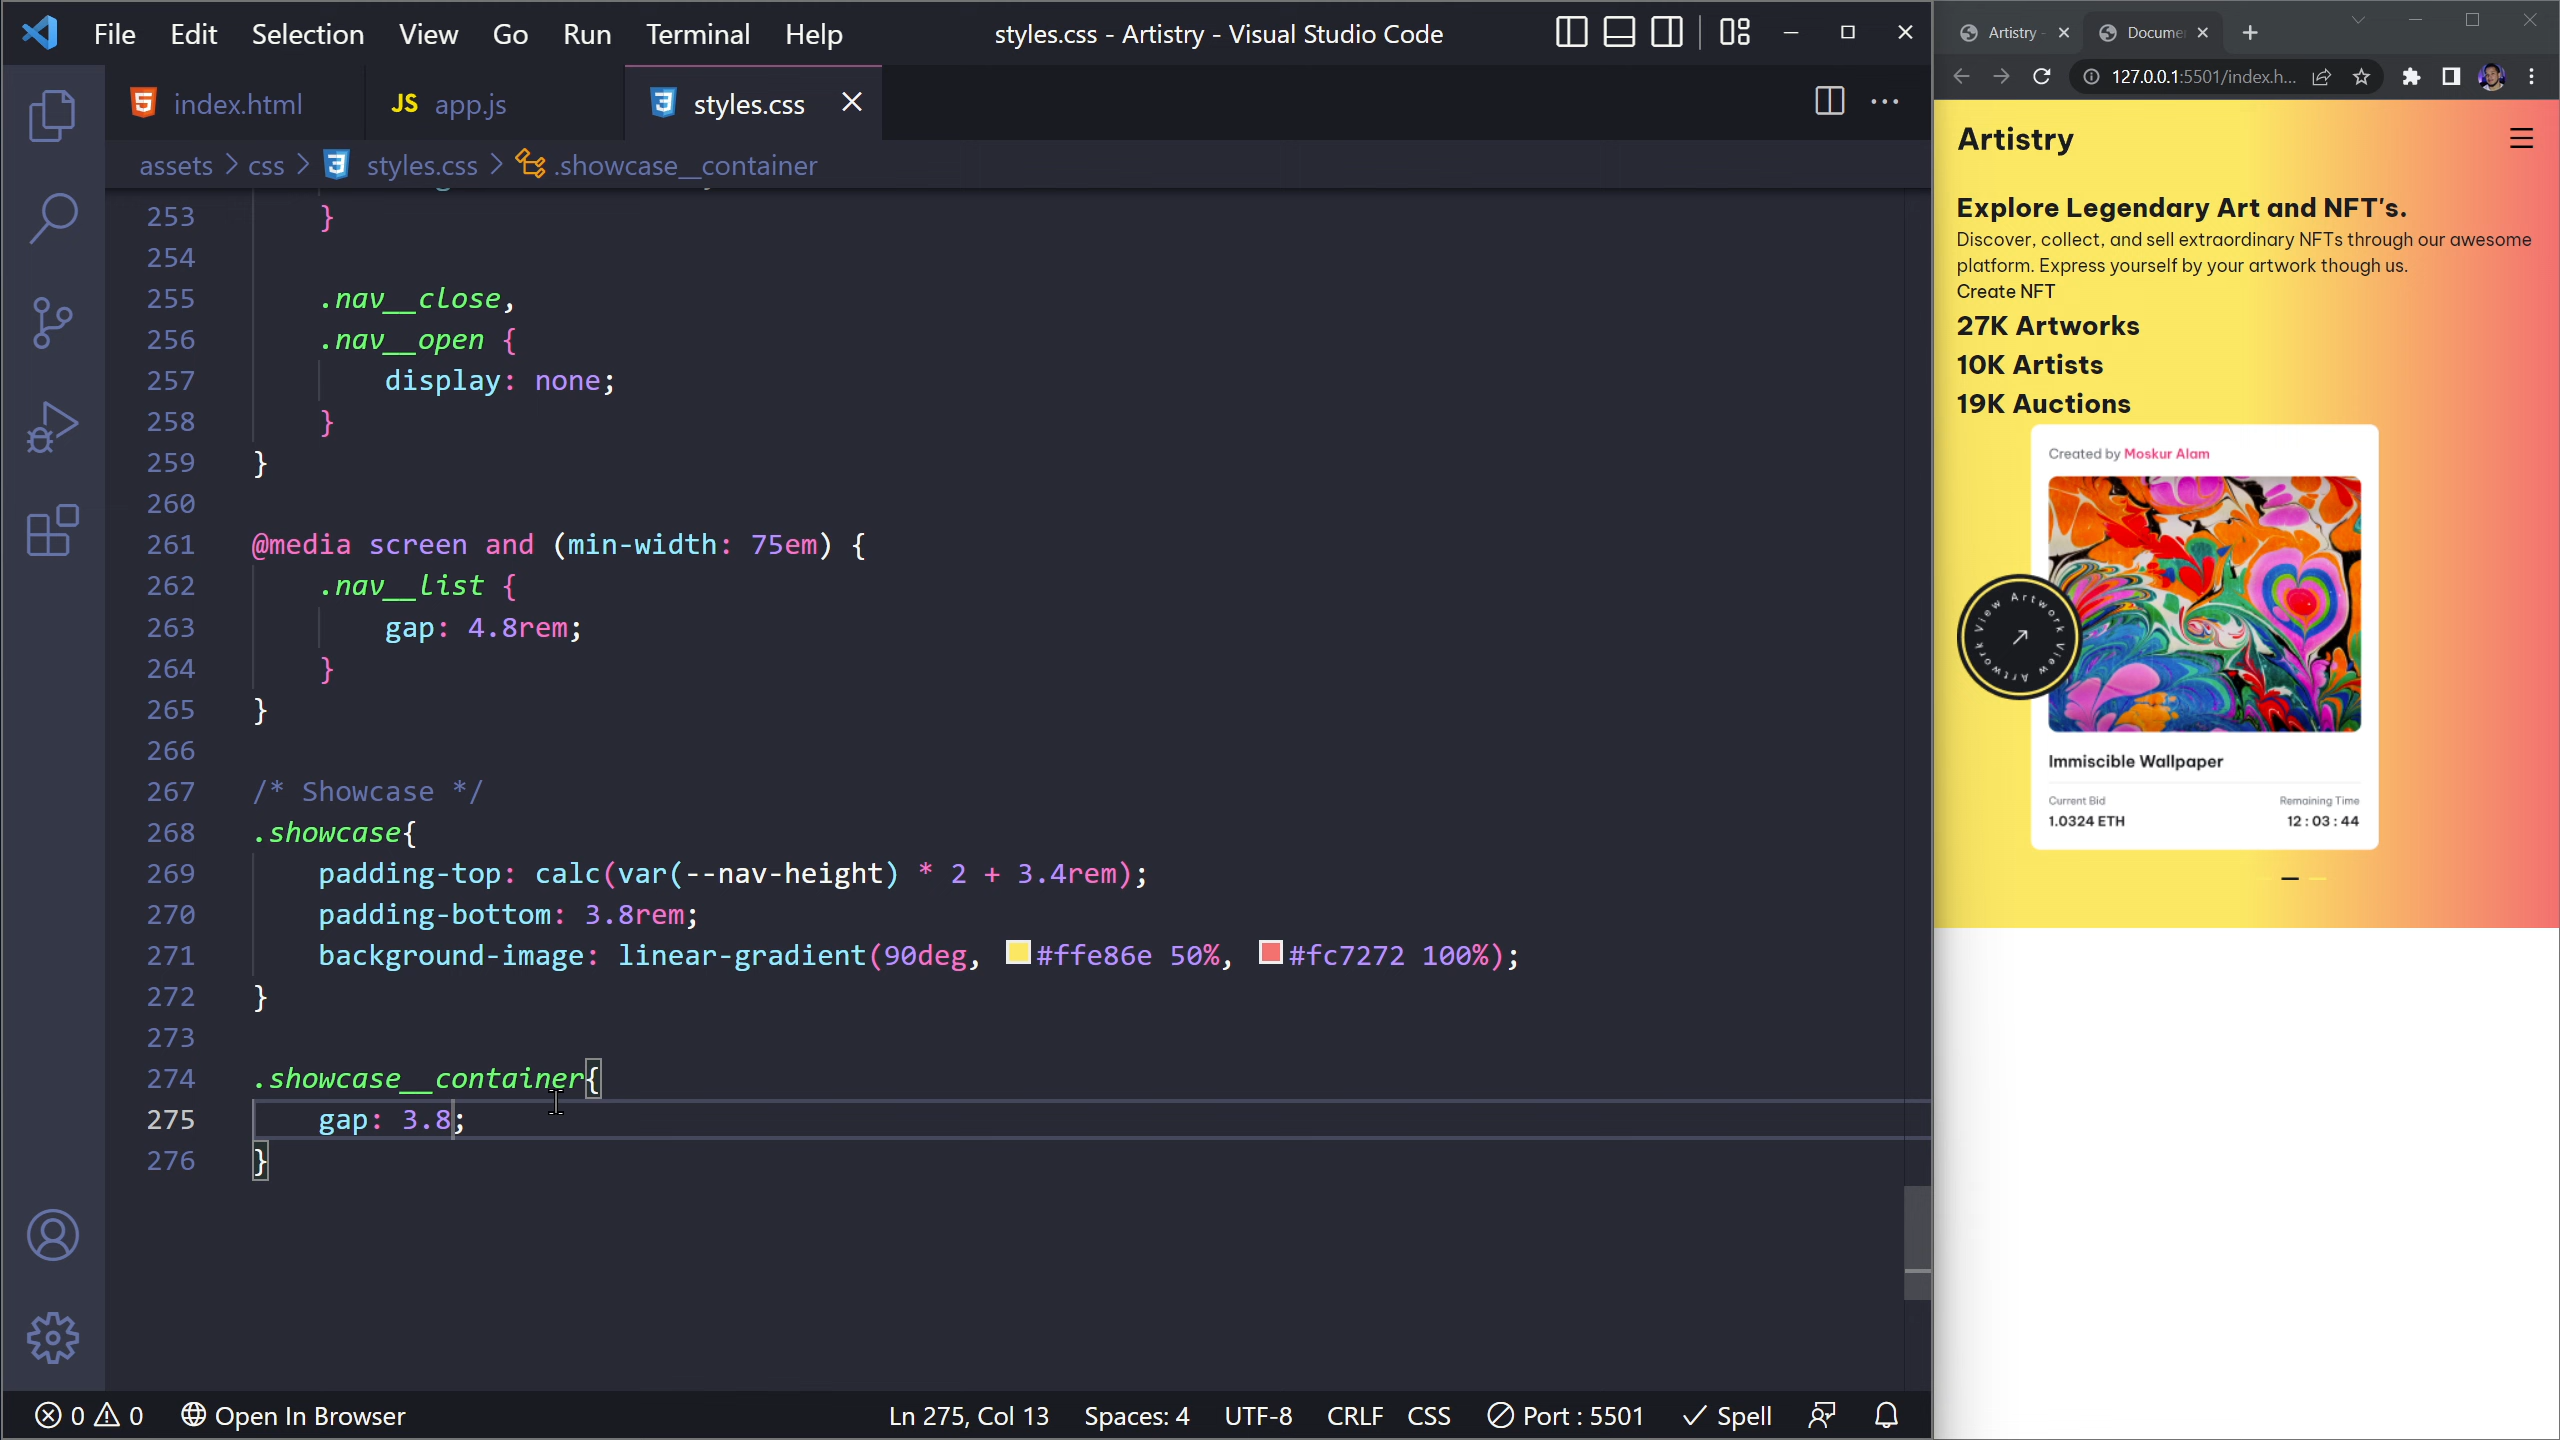 File Edit Selection View Go Run Terminal Help
styles.css - Artistry - Visual Studio Code
index.html
JS app.js
styles.css
assets > css > styles.css > .showcase__container
253 }
254
255 .nav__close,
256 .nav__open {
257 display: none;
258 }
259 }
260
261 @media screen and (min-width: 75em) {
262 .nav__list {
263 gap: 4.8rem;
264 }
265 }
266
267 /* Showcase */
268 .showcase{
269 padding-top: calc(var(--nav-height) * 2 + 3.4rem);
270 padding-bottom: 3.8rem;
271 background-image: linear-gradient(90deg, #ffe86e 50%, #fc7272 100%);
272 }
273
274 .showcase__container{
275 gap: 3.8;
276 }
0 0 Open In Browser
Ln 275, Col 13 Spaces: 4 UTF-8 CRLF CSS Port : 5501 Spell
Artistry
Docume
127.0.0.1:5501/index.h...
Artistry
Explore Legendary Art and NFT's.
Discover, collect, and sell extraordinary NFTs through our awesome
platform. Express yourself by your artwork though us.
Create NFT
27K Artworks
10K Artists
19K Auctions
Created by Moskur Alam
View Artwork View Artwork
Immiscible Wallpaper
Current Bid Remaining Time
1.0324 ETH 12 : 03 : 44